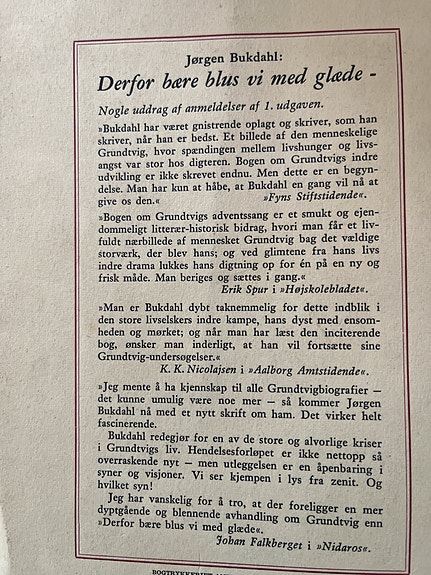 Jørgen Bukdahl:
Derfor bære blus vi med glæde -
Nogle uddrag af anmeldelser af 1. udgaven.
»Bukdahl har været gnistrende oplagt og skriver, som han
skriver, når han er bedst. Et billede af den menneskelige
Grundtvig, hvor spændingen mellem livshunger og livs-
angst var stor hos digteren. Bogen om Grundtvigs indre
udvikling er ikke skrevet endnu. Men dette er en begyn-
delse. Man har kun at håbe, at Bukdahl en gang vil nå at
give os den.« »Fyns Stiftstidende«.
»Bogen om Grundtvigs adventssang er et smukt og ejen-
dommeligt litterær-historisk bidrag, hvori man får et liv-
fuldt nærbillede af mennesket Grundtvig bag det vældige
storværk, der blev hans; og ved glimtene fra hans livs
indre drama lukkes hans digtning op for én på en ny og
frisk måde. Man beriges og sættes i gang.«
Erik Spur i »Højskolebladet«.
»Man er Bukdahl dybt taknemmelig for dette indblik i
den store livselskers indre kampe, hans dyst med ensom-
heden og mørket; og når man har læst den inciterende
bog, ønsker man inderligt, at han vil fortsætte sine
Grundtvig-undersøgelser.«
K. K. Nicolajsen i »Aalborg Amtstidende«.
»Jeg mente å ha kjennskap til alle Grundtvigbiografier —
det kunne umulig være noe mer — så kommer Jørgen
Bukdahl nå med et nytt skrift om ham. Det virker helt
fascinerende.
Bukdahl redegjør for en av de store og alvorlige kriser
i Grundtvigs liv. Hendelsesforløpet er ikke nettopp så
overraskende nyt — men utleggelsen er en åpenbaring i
syner og visjoner. Vi ser kjempen i lys fra zenit. Og
hvilket syn!
Jeg har vanskelig for å tro, at der foreligger en mer
dyptgående og blennende avhandling om Grundtvig enn
»Derfor bære blus vi med glæde«.
Johan Falkberget i »Nidaros«.